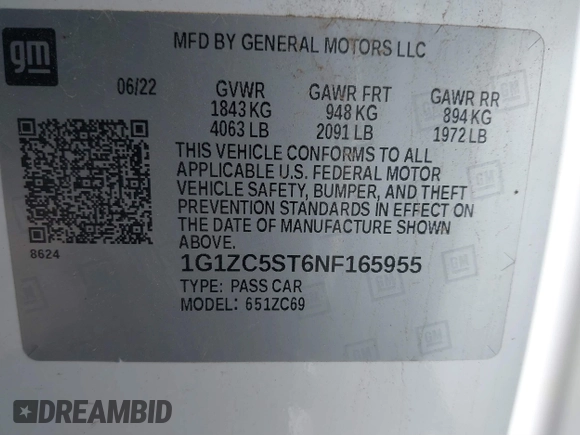 gm
MFD BY GENERAL MOTORS LLC
06/22 GVWR GAWR FRT GAWR RR
1843 KG 948 KG 894 KG
4063 LB 2091 LB 1972 LB
THIS VEHICLE CONFORMS TO ALL
APPLICABLE U.S. FEDERAL MOTOR
VEHICLE SAFETY, BUMPER, AND THEFT
PREVENTION STANDARDS IN EFFECT ON
THE DATE OF MANUFACTURE SHOWN
ABOVE.
8624
1G1ZC5ST6NF165955
TYPE: PASS CAR
MODEL: 651ZC69
DREAMBID